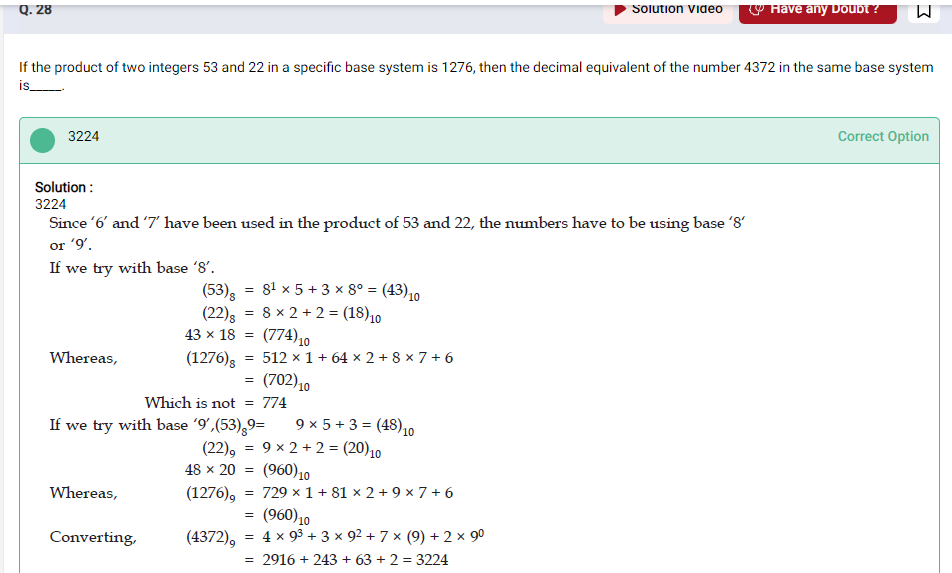 Q. 28
Solution Video
Have any Doubt ?
If the product of two integers 53 and 22 in a specific base system is 1276, then the decimal equivalent of the number 4372 in the same base system
is_____.
3224
Correct Option
Solution :
3224
Since ‘6’ and ‘7’ have been used in the product of 53 and 22, the numbers have to be using base ‘8’
or ‘9’.
If we try with base ‘8’.
(53)₈ = 8¹ × 5 + 3 × 8° = (43)₁₀
(22)₈ = 8 × 2 + 2 = (18)₁₀
43 × 18 = (774)₁₀
Whereas, (1276)₈ = 512 × 1 + 64 × 2 + 8 × 7 + 6
= (702)₁₀
Which is not = 774
If we try with base ‘9’,(53)₈9= 9 × 5 + 3 = (48)₁₀
(22)₉ = 9 × 2 + 2 = (20)₁₀
48 × 20 = (960)₁₀
Whereas, (1276)₉ = 729 × 1 + 81 × 2 + 9 × 7 + 6
= (960)₁₀
Converting, (4372)₉ = 4 × 9³ + 3 × 9² + 7 × (9) + 2 × 9⁰
= 2916 + 243 + 63 + 2 = 3224